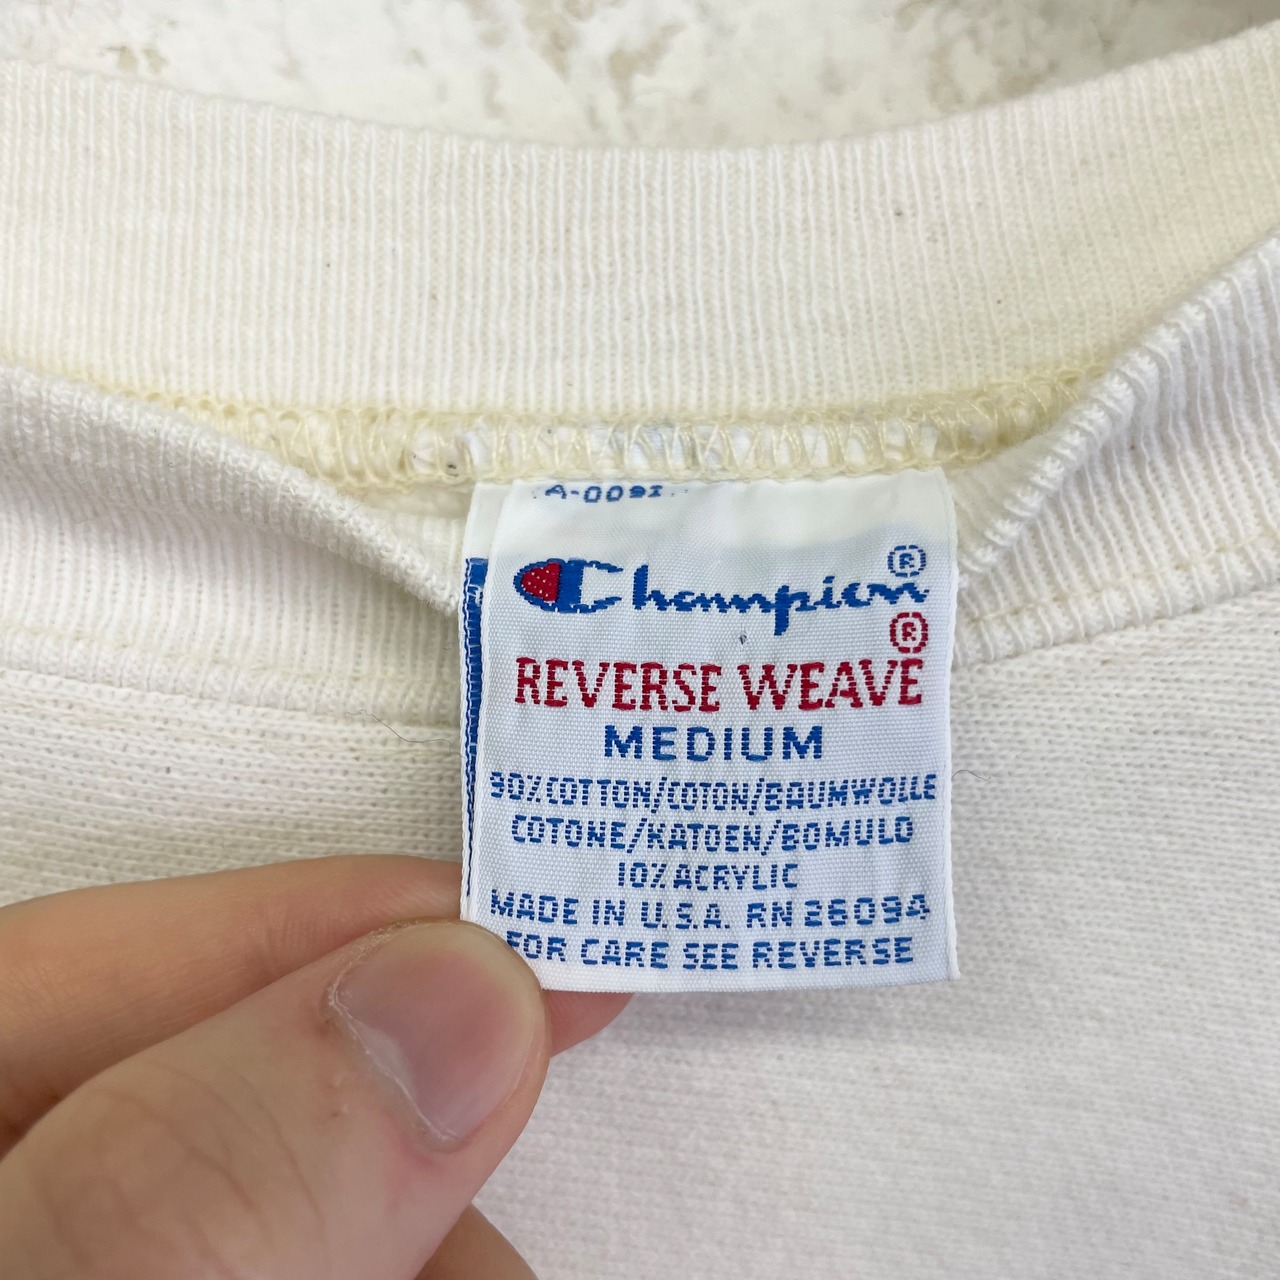 A-0091
Champion®
REVERSE WEAVE®
MEDIUM
90% COTTON/COTON/BAUMWOLLE
COTONE/KATOEN/BOMULD
10% ACRYLIC
MADE IN U.S.A. RN 26094
FOR CARE SEE REVERSE